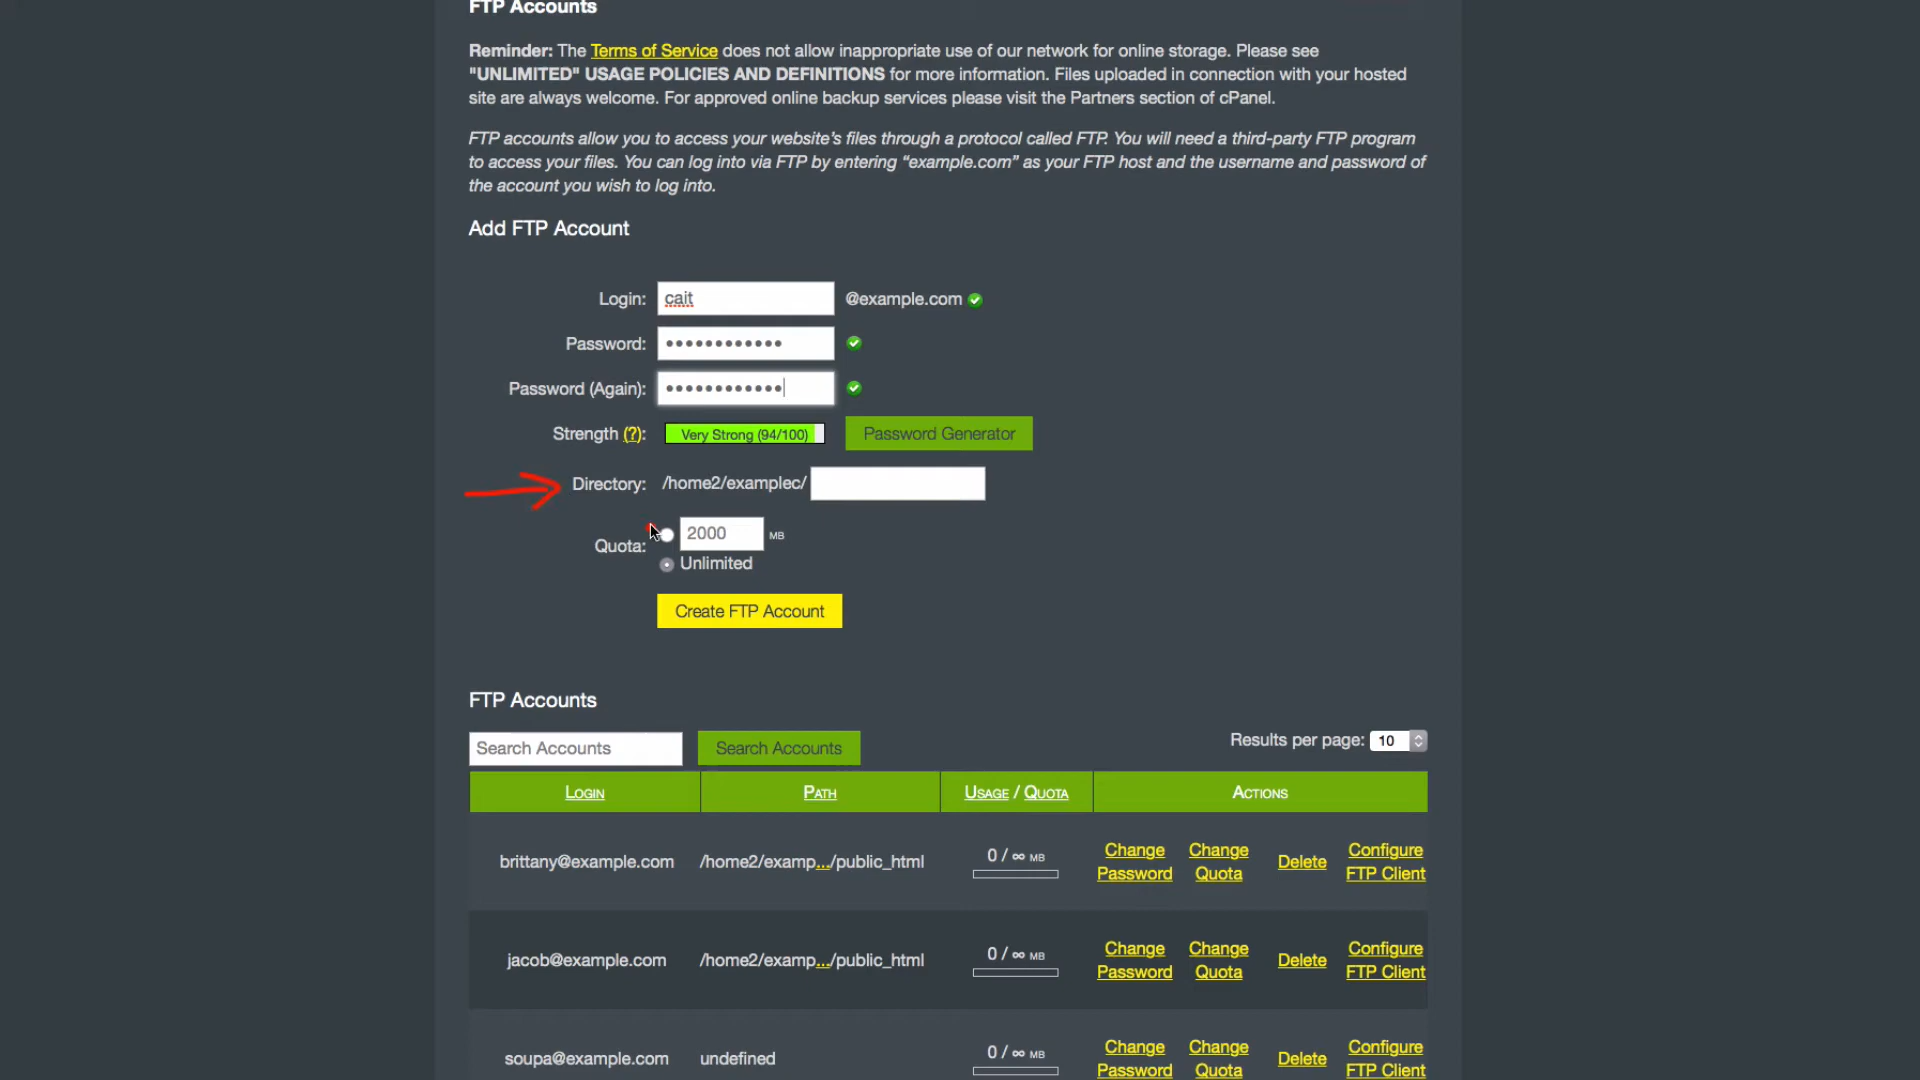 FTP Accounts
Reminder: The Terms of Service does not allow inappropriate use of our network for online storage. Please see
"UNLIMITED" USAGE POLICIES AND DEFINITIONS for more information. Files uploaded in connection with your hosted
site are always welcome. For approved online backup services please visit the Partners section of cPanel.
FTP accounts allow you to access your website's files through a protocol called FTP. You will need a third-party FTP program
to access your files. You can log into via FTP by entering “example.com” as your FTP host and the username and password of
the account you wish to log into.
Add FTP Account
Login: cait @example.com
Password: ••••••••••••
Password (Again): ••••••••••••
Strength (?): Very Strong (94/100) Password Generator
Directory: /home2/examplec/
Quota: 2000 MB
Unlimited
Create FTP Account
FTP Accounts
Search Accounts Search Accounts Results per page: 10
LOGIN PATH USAGE / QUOTA ACTIONS
brittany@example.com /home2/examp.../public_html 0 / ∞ MB Change Password Change Quota Delete Configure FTP Client
jacob@example.com /home2/examp.../public_html 0 / ∞ MB Change Password Change Quota Delete Configure FTP Client
soupa@example.com undefined 0 / ∞ MB Change Password Change Quota Delete Configure FTP Client